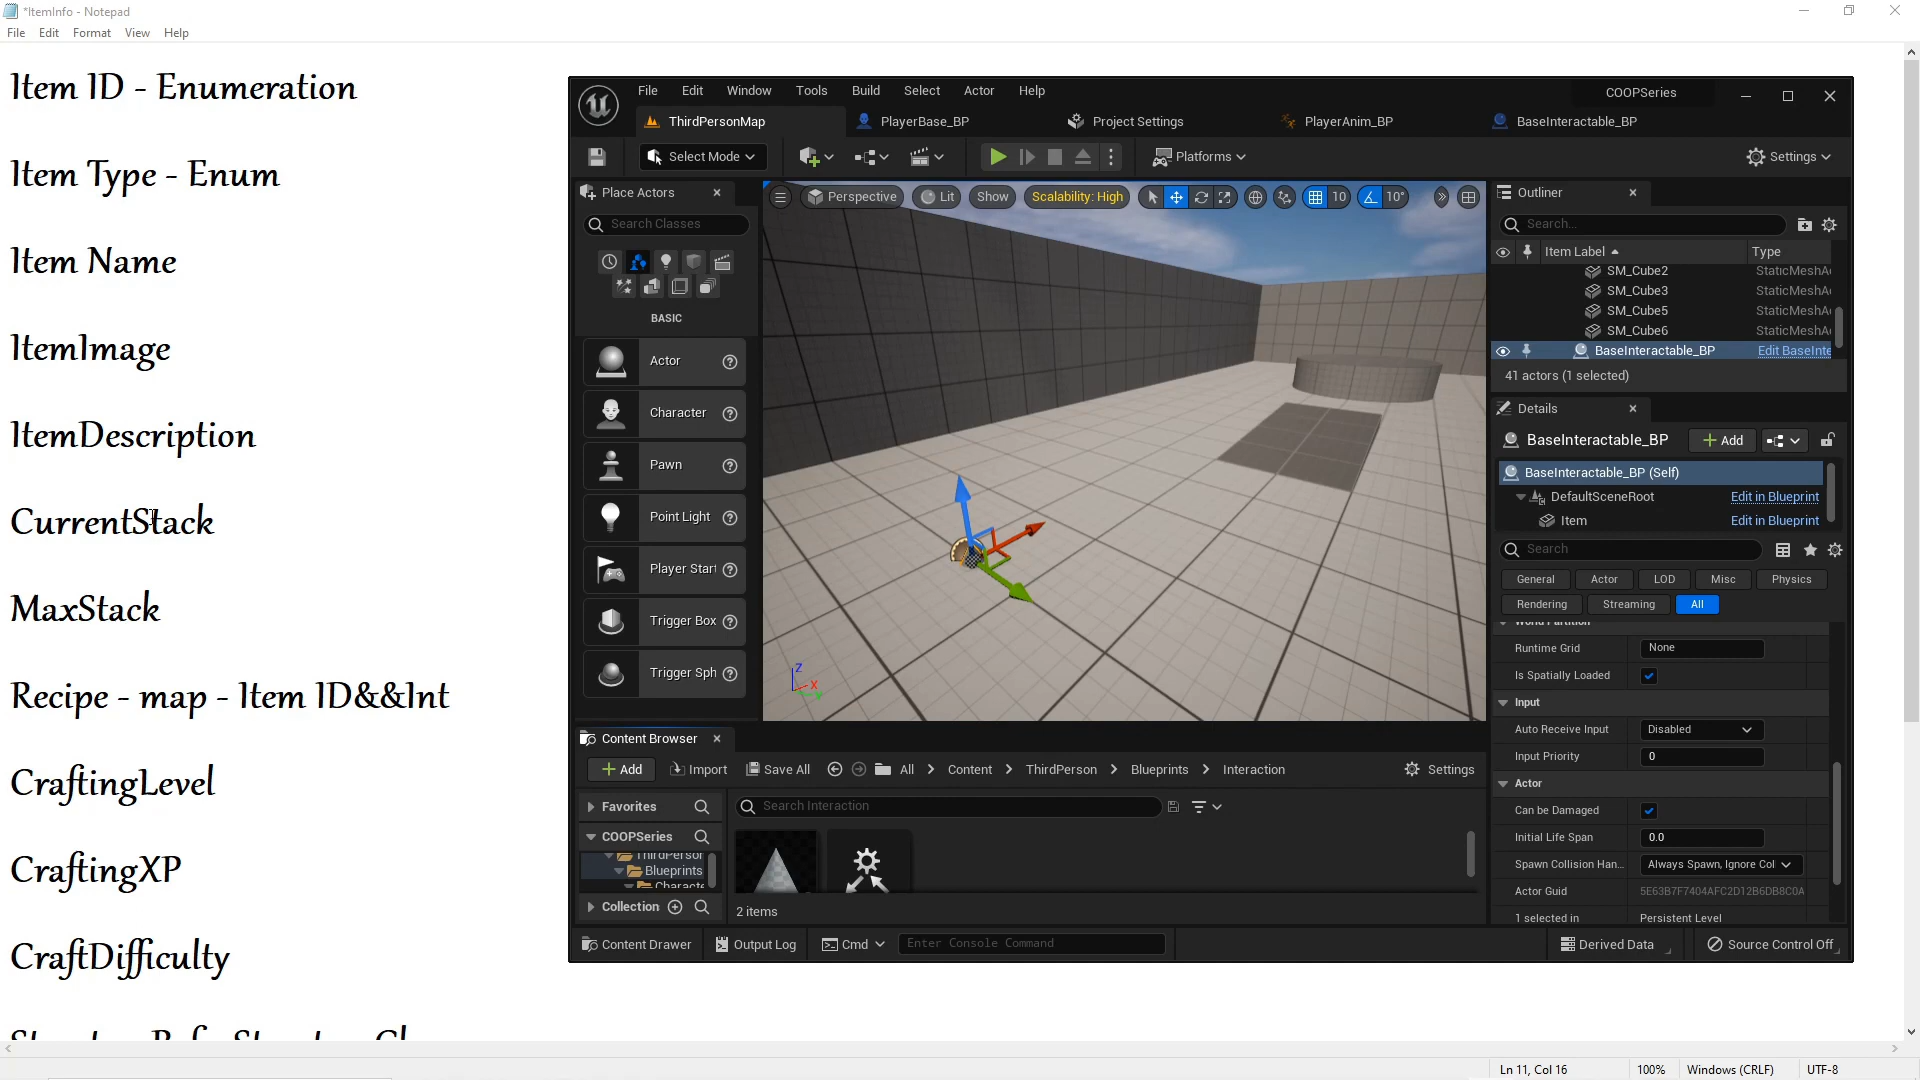 *ItemInfo - Notepad
File Edit Format View Help
Item ID - Enumeration
Item Type - Enum
Item Name
ItemImage
ItemDescription
CurrentStack
MaxStack
Recipe - map - Item ID&&Int
CraftingLevel
CraftingXP
CraftDifficulty
File Edit Window Tools Build Select Actor Help
COOPSeries
ThirdPersonMap
PlayerBase_BP
Project Settings
PlayerAnim_BP
BaseInteractable_BP
Select Mode
Platforms
Settings
Place Actors
Search Classes
BASIC
Actor
Character
Pawn
Point Light
Player Start
Trigger Box
Trigger Sph
Perspective
Lit
Show
Scalability: High
10
10°
Z
X
Y
Outliner
Search...
Item Label
Type
SM_Cube2 StaticMeshA
SM_Cube3 StaticMeshA
SM_Cube5 StaticMeshA
SM_Cube6 StaticMeshA
BaseInteractable_BP Edit BaseInte
41 actors (1 selected)
Details
BaseInteractable_BP
Add
BaseInteractable_BP (Self)
DefaultSceneRoot Edit in Blueprint
Item Edit in Blueprint
Search
General Actor LOD Misc Physics
Rendering Streaming All
World Partition
Runtime Grid None
Is Spatially Loaded
Input
Auto Receive Input Disabled
Input Priority 0
Actor
Can be Damaged
Initial Life Span 0.0
Spawn Collision Han... Always Spawn, Ignore Col
Actor Guid 5E63B7F7404AFC2D12B6DB8C0A
1 selected in Persistent Level
Content Browser
Add Import Save All All Content ThirdPerson Blueprints Interaction Settings
Favorites
Search Interaction
COOPSeries
ThirdPerson
Blueprints
Characte
Collection
2 items
Content Drawer
Output Log
Cmd
Enter Console Command
Derived Data
Source Control Off
Ln 11, Col 16
100%
Windows (CRLF)
UTF-8